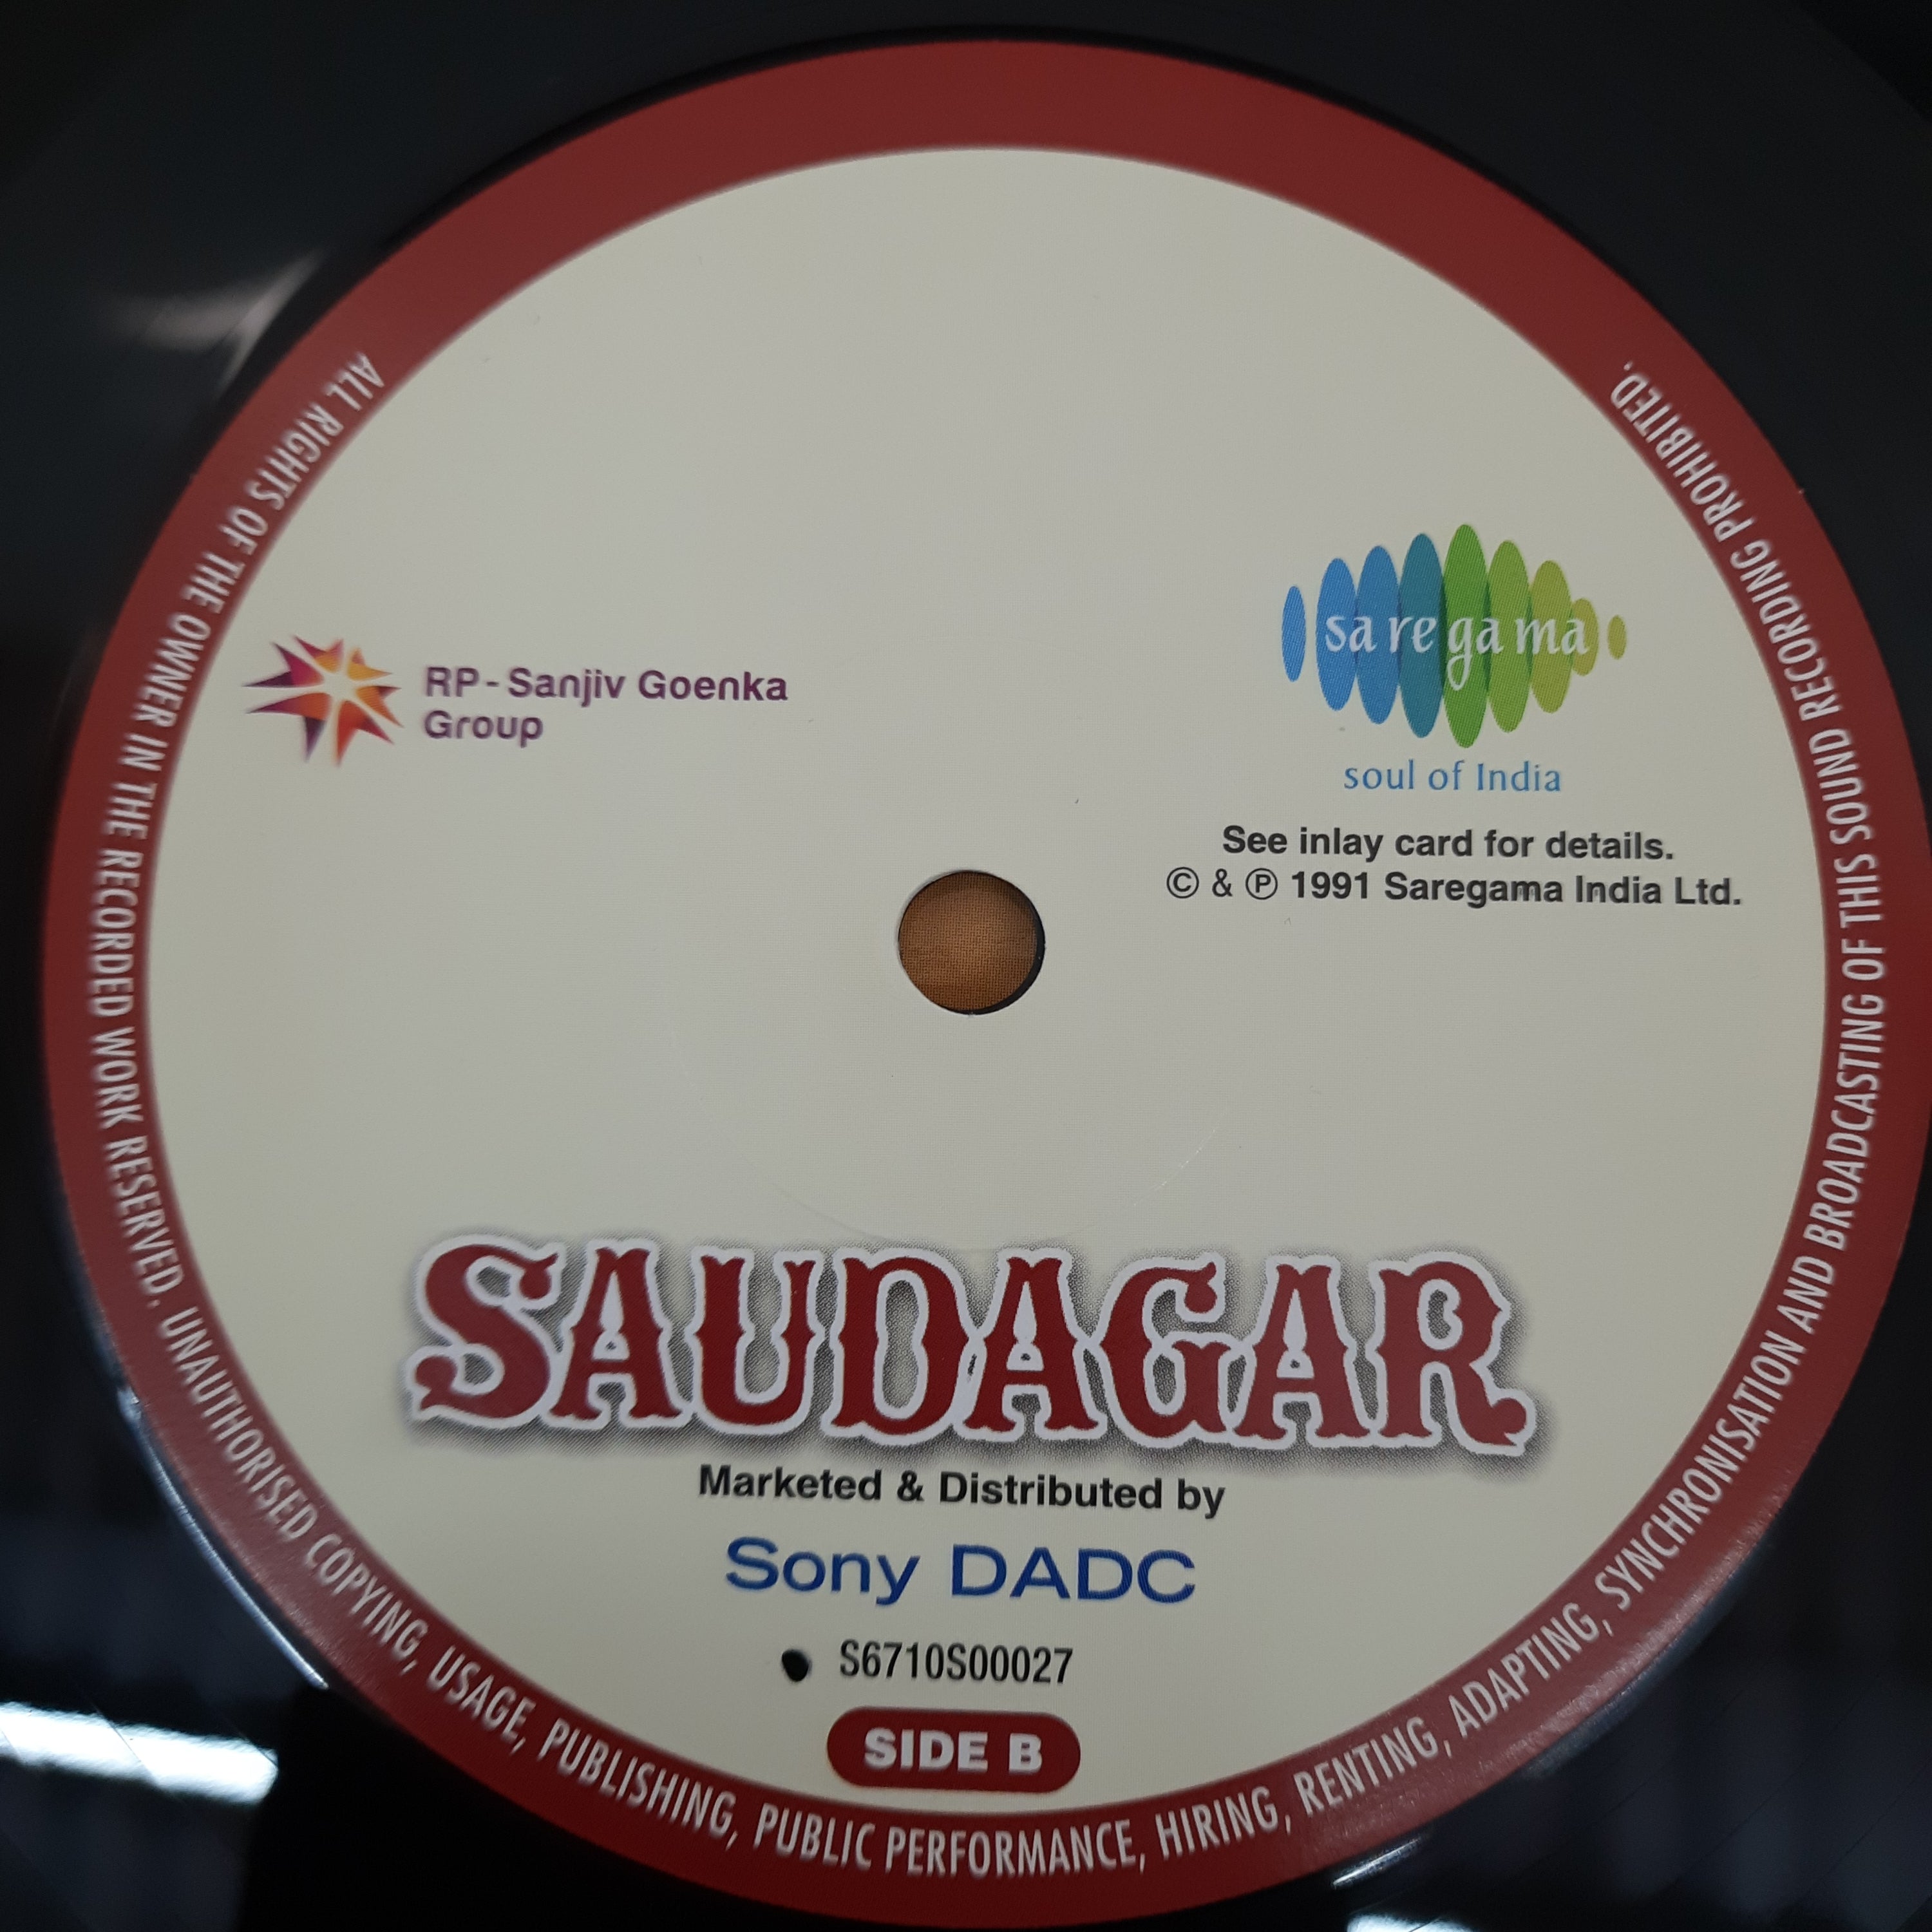 RP-Sanjiv Goenka
Group
sa re ga ma
soul of India
See inlay card for details.
© & ℗ 1991 Saregama India Ltd.
SAUDAGAR
Marketed & Distributed by
Sony DADC
S6710S00027
SIDE B
ALL RIGHTS OF THE OWNER IN THE RECORDED WORK RESERVED. UNAUTHORISED COPYING, USAGE, PUBLISHING, PUBLIC PERFORMANCE, HIRING, RENTING, ADAPTING, SYNCHRONISATION AND BROADCASTING OF THIS SOUND RECORDING PROHIBITED.